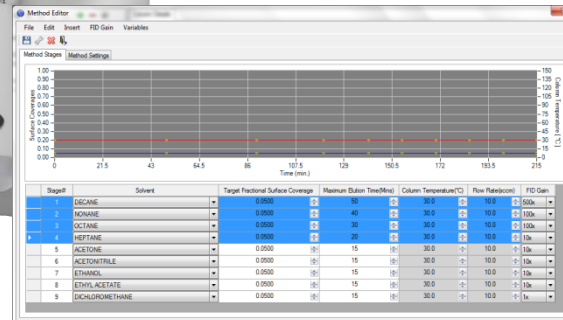 Method Editor
File Edit Insert FID Gain Variables
Method Stages Method Settings
1.00 150
0.90 135
0.80 120
0.70 105
0.60 90
0.50 75
0.40 60
0.30 45
0.20 30
0.10 15
0.00 0
Surface Coverages
Column Temperature [°C]
0 21.5 43 64.5 86 107.5 129 150.5 172 193.5 215
Time (min.)
Stage# Solvent Target Fractional Surface Coverage Maximum Elution Time(Mins) Column Temperature(°C) Flow Rate(sccm) FID Gain
1 DECANE 0.0500 50 30.0 10.0 500x
2 NONANE 0.0500 40 30.0 10.0 100x
3 OCTANE 0.0500 30 30.0 10.0 100x
4 HEPTANE 0.0500 20 30.0 10.0 10x
5 ACETONE 0.0500 15 30.0 10.0 10x
6 ACETONITRILE 0.0500 15 30.0 10.0 10x
7 ETHANOL 0.0500 15 30.0 10.0 10x
8 ETHYL ACETATE 0.0500 15 30.0 10.0 10x
9 DICHLOROMETHANE 0.0500 15 30.0 10.0 1x